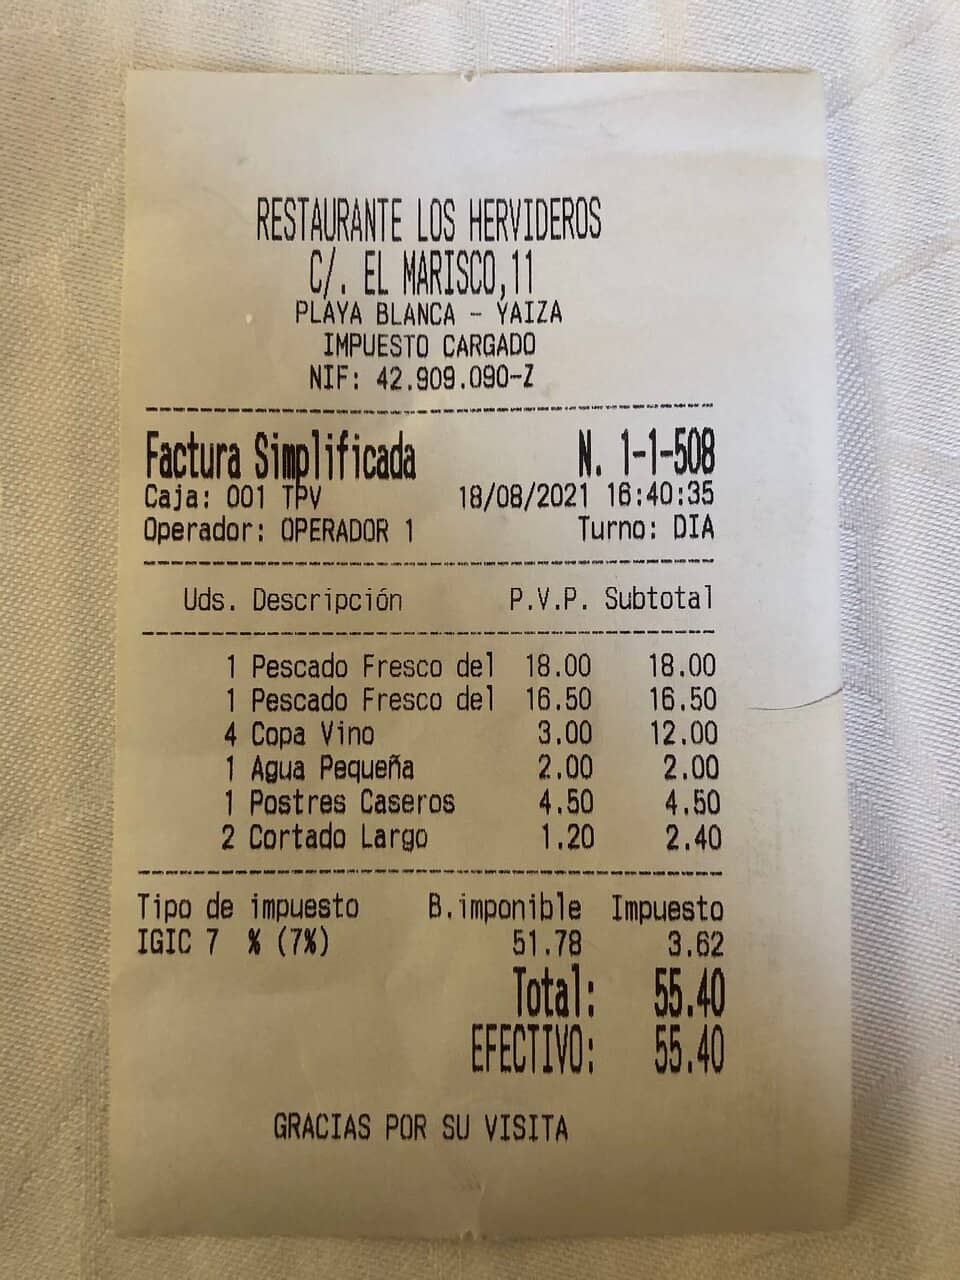 RESTAURANTE LOS HERVIDEROS
C/. EL MARISCO,11
PLAYA BLANCA - YAIZA
IMPUESTO CARGADO
NIF: 42.909.090-Z
Factura Simplificada N. 1-1-508
Caja: 001 TPV 18/08/2021 16:40:35
Operador: OPERADOR 1 Turno: DIA
Uds. Descripción P.V.P. Subtotal
1 Pescado Fresco del 18.00 18.00
1 Pescado Fresco del 16.50 16.50
4 Copa Vino 3.00 12.00
1 Agua Pequeña 2.00 2.00
1 Postres Caseros 4.50 4.50
2 Cortado Largo 1.20 2.40
Tipo de impuesto B.imponible Impuesto
IGIC 7 % (7%) 51.78 3.62
Total: 55.40
EFECTIVO: 55.40
GRACIAS POR SU VISITA